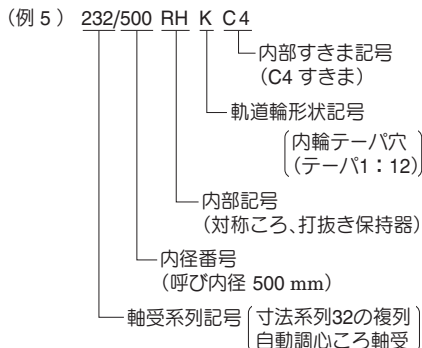 (例 5) 232/500 RH K C4
内部すきま記号
(C4 すきま)
軌道輪形状記号
内輪テーパ穴
(テーパ1:12)
内部記号
(対称ころ、打抜き保持器)
内径番号
(呼び内径 500 mm)
軸受系列記号 寸法系列32の複列
自動調心ころ軸受